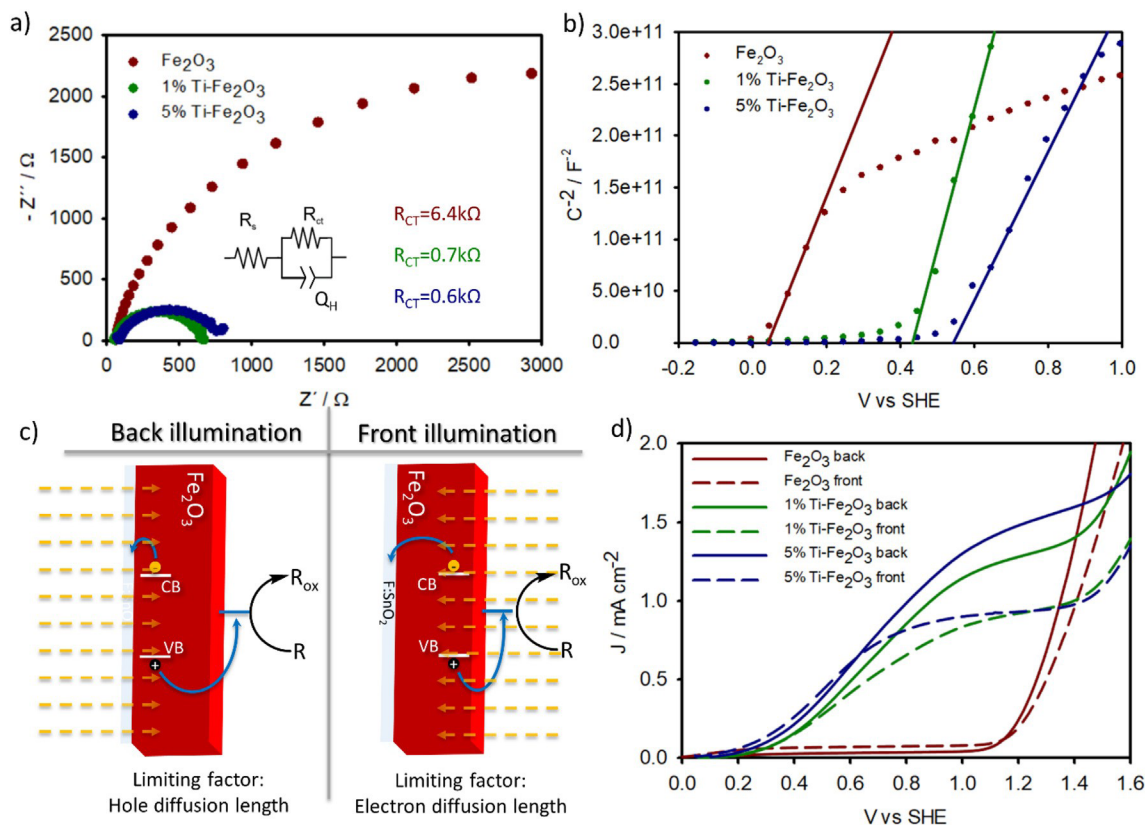 a)
2500
2000
1500
1000
500
0
- Z´´ / Ω
Fe₂O₃
1% Ti-Fe₂O₃
5% Ti-Fe₂O₃
Rₛ
R_ct
Q_H
R_CT=6.4kΩ
R_CT=0.7kΩ
R_CT=0.6kΩ
0 500 1000 1500 2000 2500 3000
Z´ / Ω
b)
3.0e+11
2.5e+11
2.0e+11
1.5e+11
1.0e+11
5.0e+10
0.0
C⁻² / F⁻²
Fe₂O₃
1% Ti-Fe₂O₃
5% Ti-Fe₂O₃
-0.2 0.0 0.2 0.4 0.6 0.8 1.0
V vs SHE
c)
Back illumination
Fe₂O₃
-
CB
VB
+
R_ox
R
Limiting factor:
Hole diffusion length
Front illumination
Fe₂O₃
F:SnO₂
-
CB
VB
+
R_ox
R
Limiting factor:
Electron diffusion length
d)
2.0
1.5
1.0
0.5
0.0
J / mA cm⁻²
Fe₂O₃ back
Fe₂O₃ front
1% Ti-Fe₂O₃ back
1% Ti-Fe₂O₃ front
5% Ti-Fe₂O₃ back
5% Ti-Fe₂O₃ front
0.0 0.2 0.4 0.6 0.8 1.0 1.2 1.4 1.6
V vs SHE